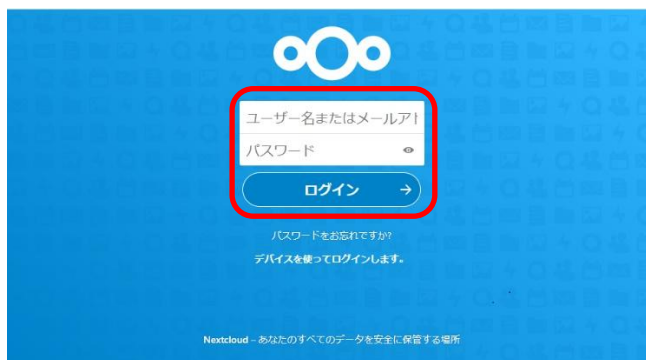 ユーザー名またはメールアト
パスワード
ログイン →
パスワードをお忘れですか?
デバイスを使ってログインします。
Nextcloud – あなたのすべてのデータを安全に保管する場所